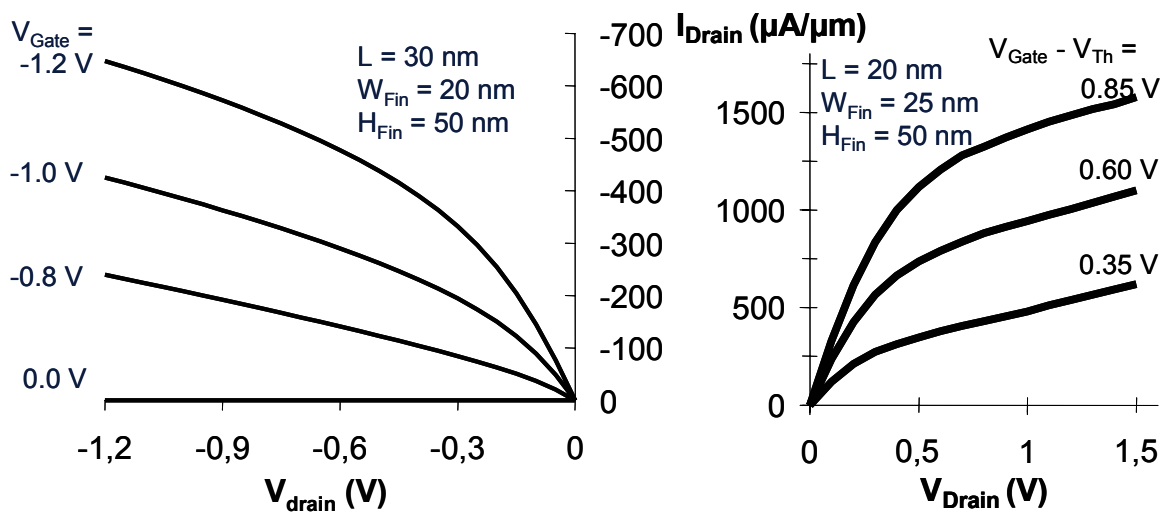 V_Gate =
-1.2 V
-1.0 V
-0.8 V
0.0 V
L = 30 nm
W_Fin = 20 nm
H_Fin = 50 nm
-700
-600
-500
-400
-300
-200
-100
0
-1,2
-0,9
-0,6
-0,3
0
V_drain (V)
I_Drain (µA/µm)
L = 20 nm
W_Fin = 25 nm
H_Fin = 50 nm
V_Gate - V_Th =
0.85 V
0.60 V
0.35 V
1500
1000
500
0
0
0,5
1
1,5
V_Drain (V)